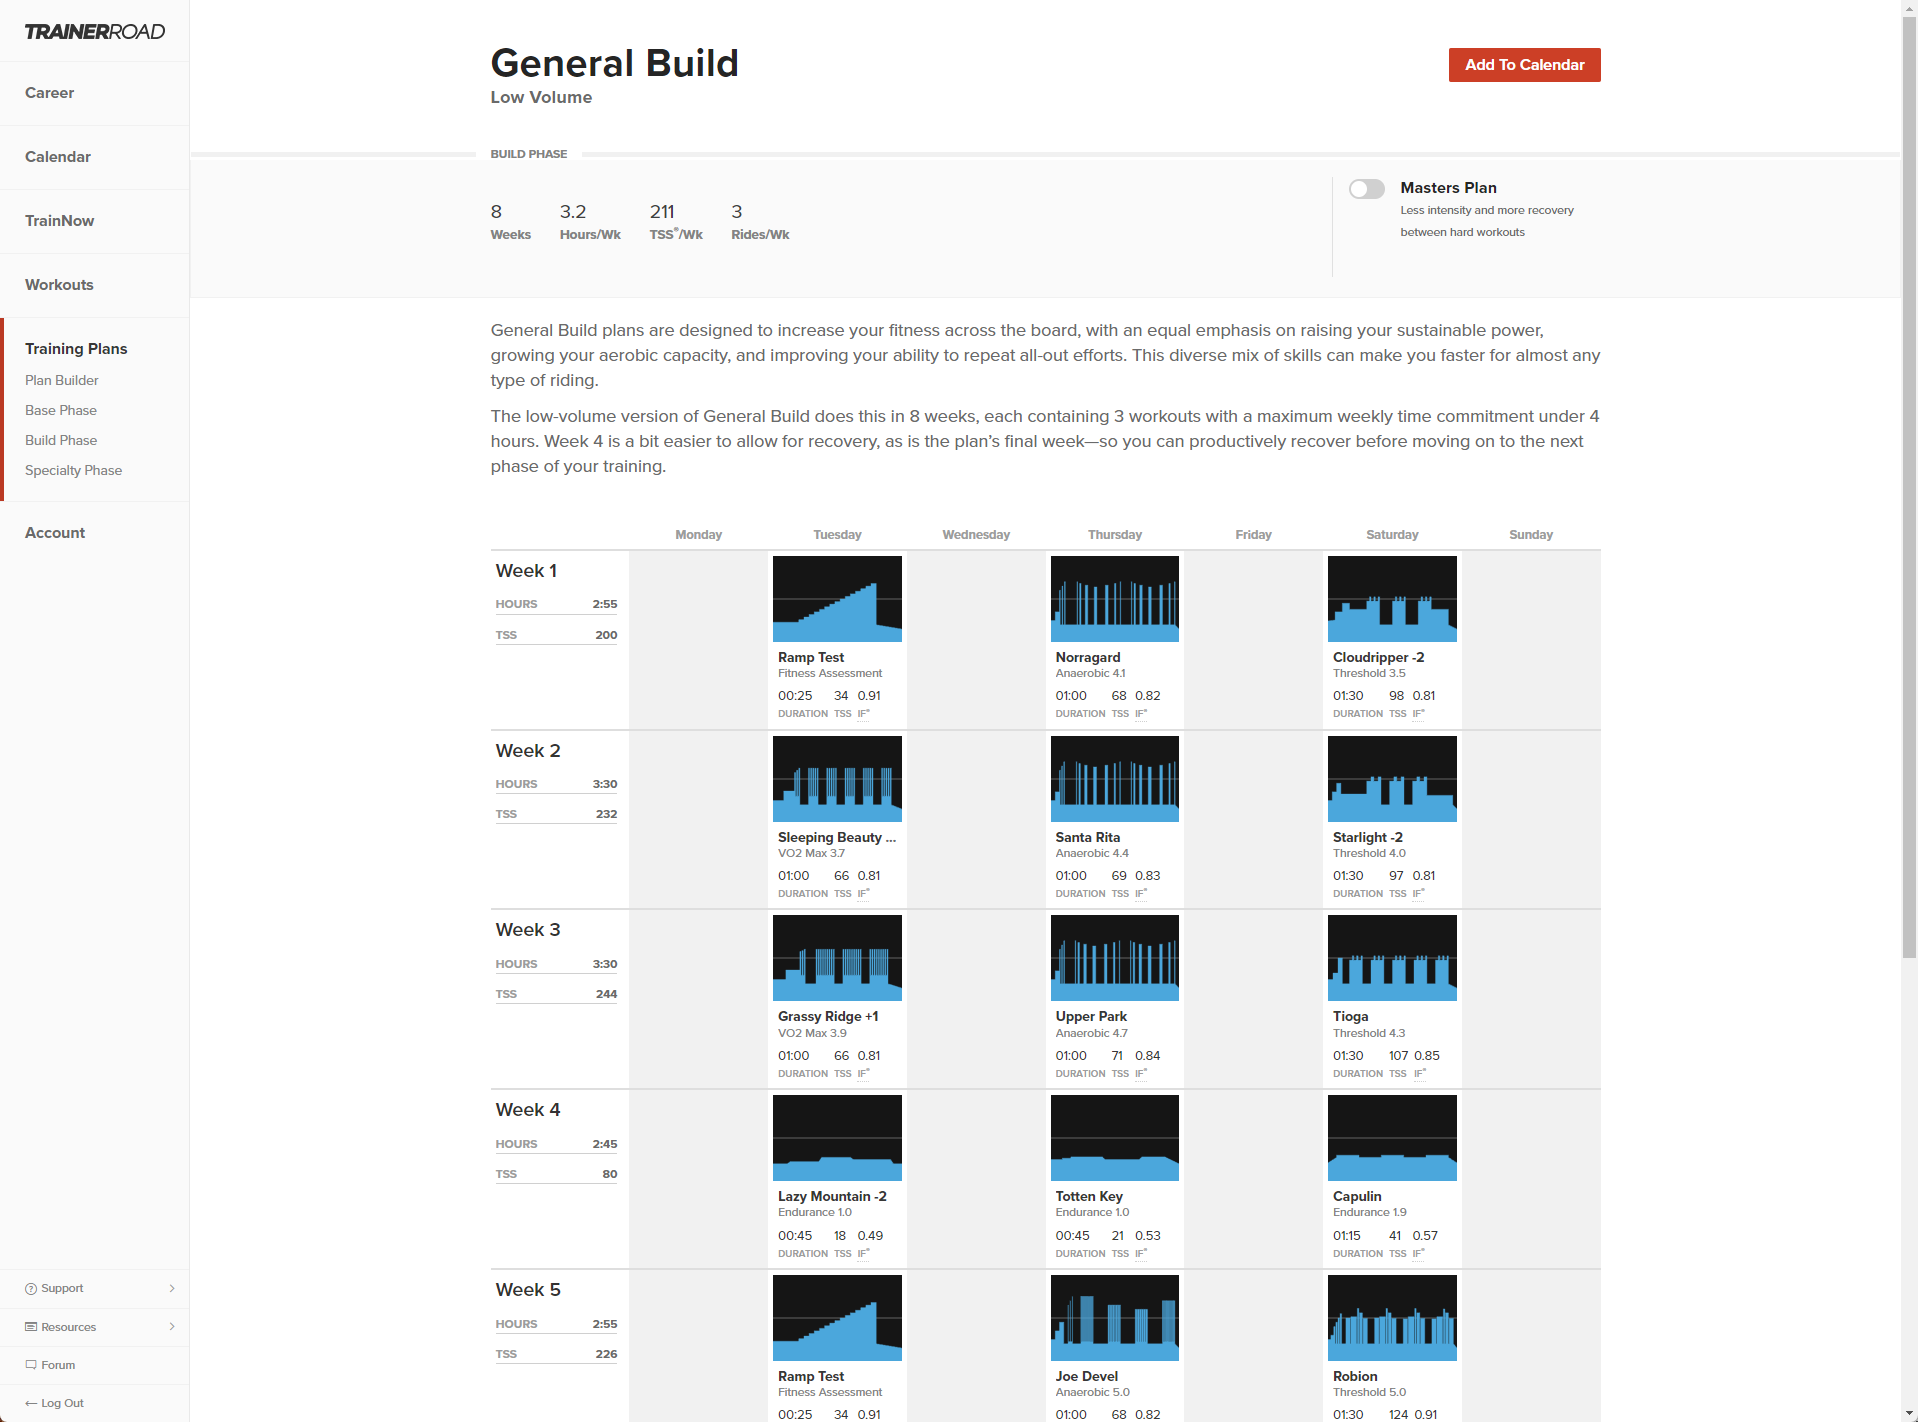 TRAINERROAD
Career
Calendar
TrainNow
Workouts
Training Plans
Plan Builder
Base Phase
Build Phase
Specialty Phase
Account
Support
Resources
Forum
Log Out
General Build
Low Volume
Add To Calendar
BUILD PHASE
8 3.2 211 3
Weeks Hours/Wk TSS®/Wk Rides/Wk
Masters Plan
Less intensity and more recovery
between hard workouts
General Build plans are designed to increase your fitness across the board, with an equal emphasis on raising your sustainable power,
growing your aerobic capacity, and improving your ability to repeat all-out efforts. This diverse mix of skills can make you faster for almost any
type of riding.
The low-volume version of General Build does this in 8 weeks, each containing 3 workouts with a maximum weekly time commitment under 4
hours. Week 4 is a bit easier to allow for recovery, as is the plan’s final week—so you can productively recover before moving on to the next
phase of your training.
Monday Tuesday Wednesday Thursday Friday Saturday Sunday
Week 1
HOURS 2:55
TSS 200
Ramp Test
Fitness Assessment
00:25 34 0.91
DURATION TSS IF®
Norragard
Anaerobic 4.1
01:00 68 0.82
DURATION TSS IF®
Cloudripper -2
Threshold 3.5
01:30 98 0.81
DURATION TSS IF®
Week 2
HOURS 3:30
TSS 232
Sleeping Beauty ...
VO2 Max 3.7
01:00 66 0.81
DURATION TSS IF®
Santa Rita
Anaerobic 4.4
01:00 69 0.83
DURATION TSS IF®
Starlight -2
Threshold 4.0
01:30 97 0.81
DURATION TSS IF®
Week 3
HOURS 3:30
TSS 244
Grassy Ridge +1
VO2 Max 3.9
01:00 66 0.81
DURATION TSS IF®
Upper Park
Anaerobic 4.7
01:00 71 0.84
DURATION TSS IF®
Tioga
Threshold 4.3
01:30 107 0.85
DURATION TSS IF®
Week 4
HOURS 2:45
TSS 80
Lazy Mountain -2
Endurance 1.0
00:45 18 0.49
DURATION TSS IF®
Totten Key
Endurance 1.0
00:45 21 0.53
DURATION TSS IF®
Capulin
Endurance 1.9
01:15 41 0.57
DURATION TSS IF®
Week 5
HOURS 2:55
TSS 226
Ramp Test
Fitness Assessment
00:25 34 0.91
Joe Devel
Anaerobic 5.0
01:00 68 0.82
Robion
Threshold 5.0
01:30 124 0.91